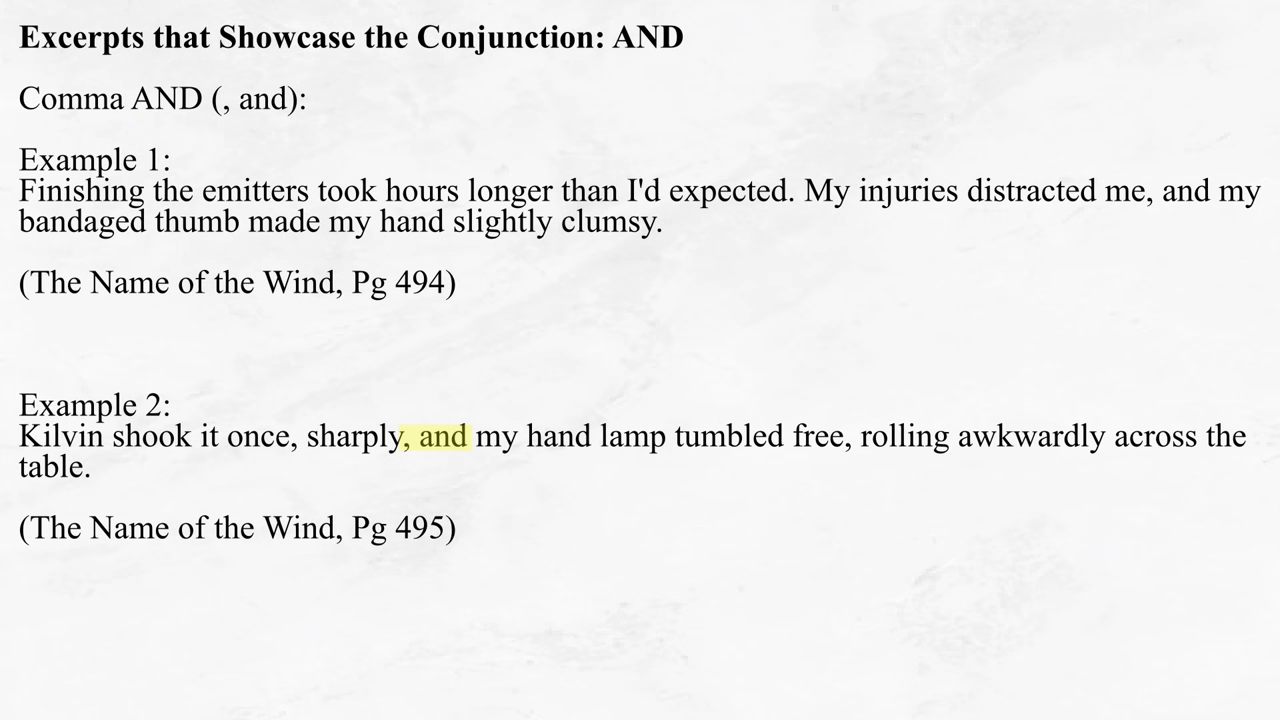 Excerpts that Showcase the Conjunction: AND
Comma AND (, and):
Example 1:
Finishing the emitters took hours longer than I'd expected. My injuries distracted me, and my
bandaged thumb made my hand slightly clumsy.
(The Name of the Wind, Pg 494)
Example 2:
Kilvin shook it once, sharply, and my hand lamp tumbled free, rolling awkwardly across the
table.
(The Name of the Wind, Pg 495)